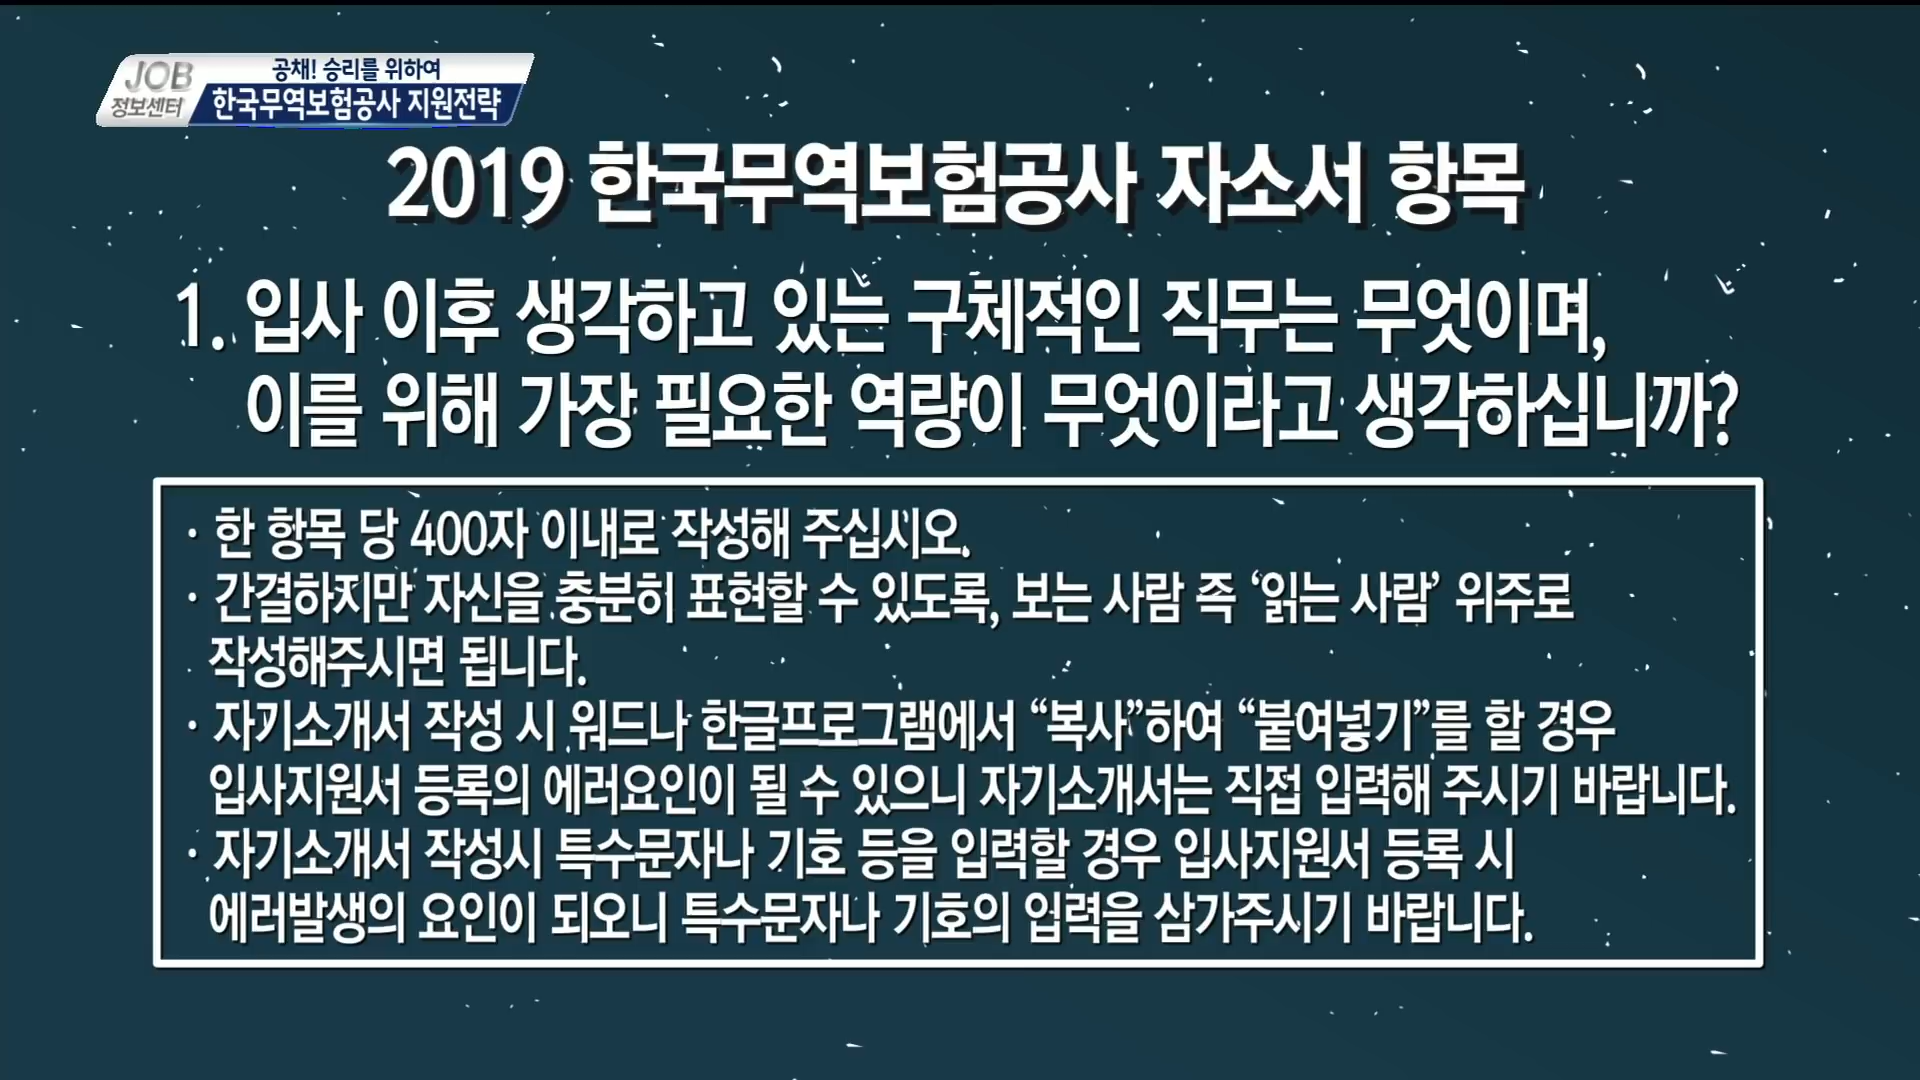 JOB
정보센터
공채! 승리를 위하여
한국무역보험공사 지원전략
2019 한국무역보험공사 자소서 항목
1. 입사 이후 생각하고 있는 구체적인 직무는 무엇이며,
이를 위해 가장 필요한 역량이 무엇이라고 생각하십니까?
· 한 항목 당 400자 이내로 작성해 주십시오.
· 간결하지만 자신을 충분히 표현할 수 있도록, 보는 사람 즉 ‘읽는 사람’ 위주로
작성해주시면 됩니다.
· 자기소개서 작성 시 워드나 한글프로그램에서 “복사”하여 “붙여넣기”를 할 경우
입사지원서 등록의 에러요인이 될 수 있으니 자기소개서는 직접 입력해 주시기 바랍니다.
· 자기소개서 작성시 특수문자나 기호 등을 입력할 경우 입사지원서 등록 시
에러발생의 요인이 되오니 특수문자나 기호의 입력을 삼가주시기 바랍니다.